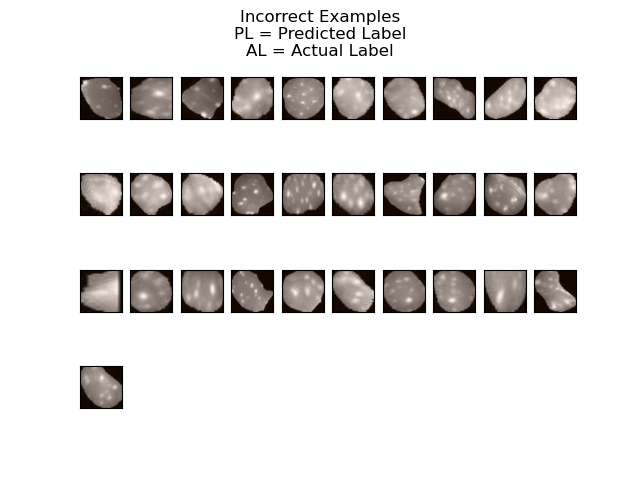 Incorrect Examples
PL = Predicted Label
AL = Actual Label